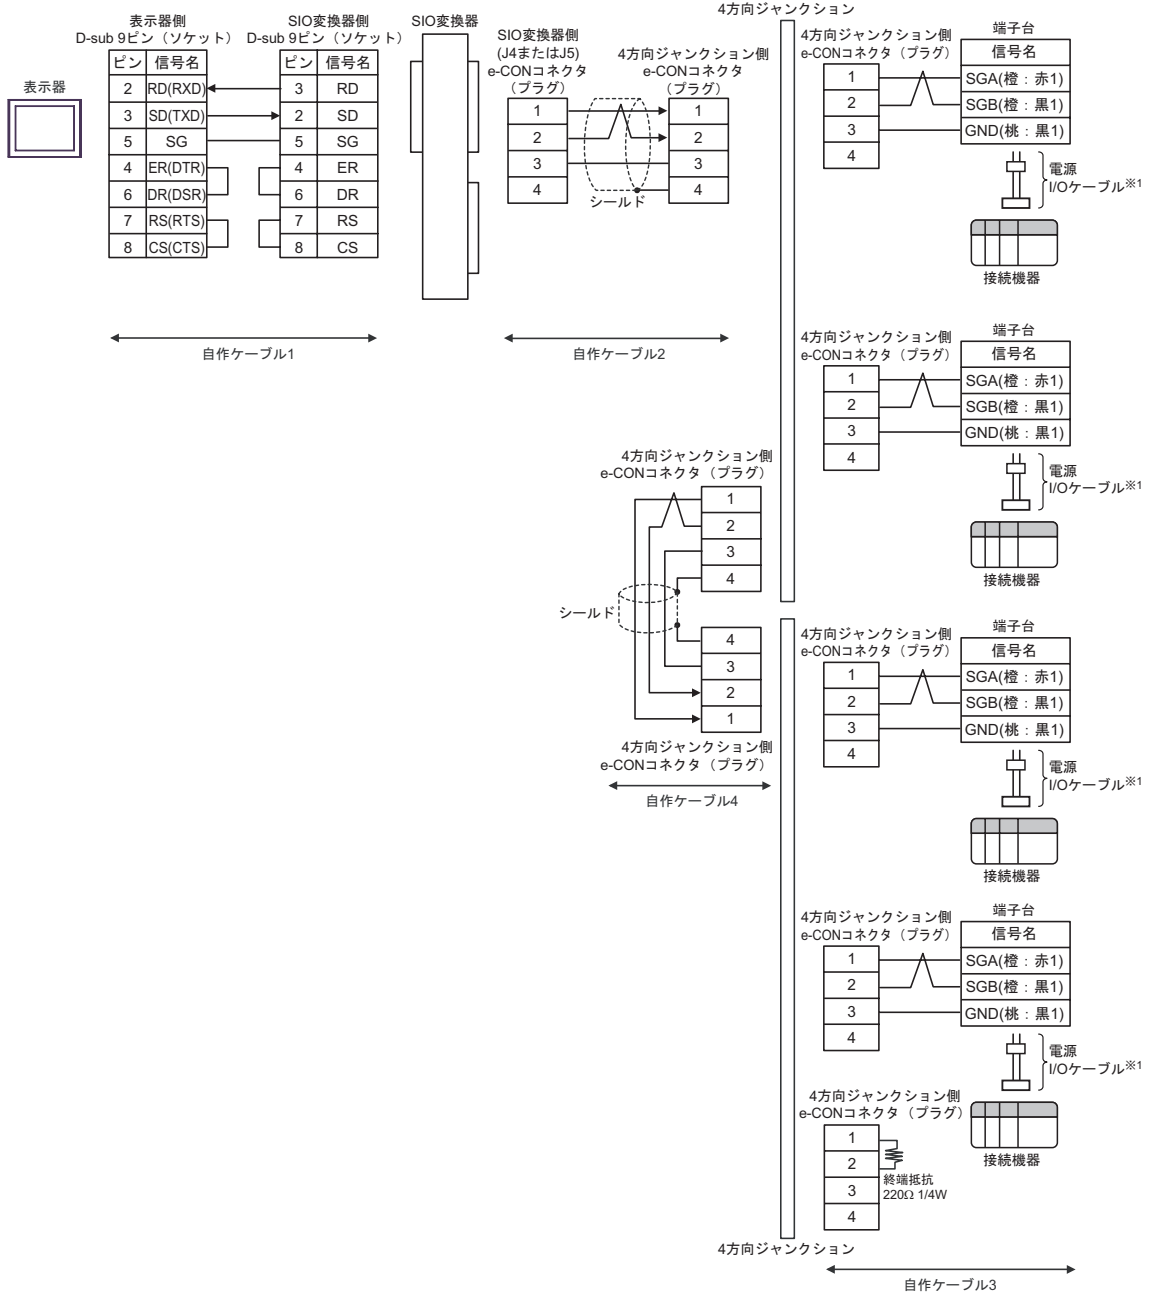 表示器
表示器側
D-sub 9ピン（ソケット）
ピン 信号名
2 RD(RXD)
3 SD(TXD)
5 SG
4 ER(DTR)
6 DR(DSR)
7 RS(RTS)
8 CS(CTS)
SIO変換器側
D-sub 9ピン（ソケット）
ピン 信号名
3 RD
2 SD
5 SG
4 ER
6 DR
7 RS
8 CS
自作ケーブル1
SIO変換器
SIO変換器側
(J4またはJ5)
e-CONコネクタ
（プラグ）
1
2
3
4
シールド
4方向ジャンクション側
e-CONコネクタ
（プラグ）
1
2
3
4
自作ケーブル2
4方向ジャンクション
4方向ジャンクション側
e-CONコネクタ（プラグ）
1
2
3
4
端子台
信号名
SGA(橙：赤1)
SGB(橙：黒1)
GND(桃：黒1)
電源
I/Oケーブル※1
接続機器
4方向ジャンクション側
e-CONコネクタ（プラグ）
1
2
3
4
端子台
信号名
SGA(橙：赤1)
SGB(橙：黒1)
GND(桃：黒1)
電源
I/Oケーブル※1
接続機器
4方向ジャンクション側
e-CONコネクタ（プラグ）
1
2
3
4
シールド
4
3
2
1
4方向ジャンクション側
e-CONコネクタ（プラグ）
自作ケーブル4
4方向ジャンクション側
e-CONコネクタ（プラグ）
1
2
3
4
端子台
信号名
SGA(橙：赤1)
SGB(橙：黒1)
GND(桃：黒1)
電源
I/Oケーブル※1
接続機器
4方向ジャンクション側
e-CONコネクタ（プラグ）
1
2
3
4
端子台
信号名
SGA(橙：赤1)
SGB(橙：黒1)
GND(桃：黒1)
電源
I/Oケーブル※1
接続機器
4方向ジャンクション側
e-CONコネクタ（プラグ）
1
2
3
4
終端抵抗
220Ω 1/4W
4方向ジャンクション
自作ケーブル3